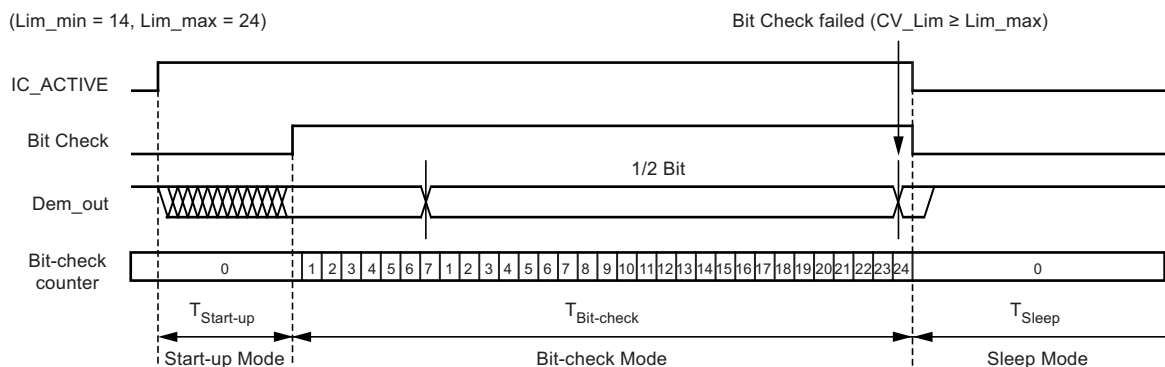 (Lim_min = 14, Lim_max = 24)
Bit Check failed (CV_Lim ≥ Lim_max)
IC_ACTIVE
Bit Check
1/2 Bit
Dem_out
Bit-check
counter
0 1 2 3 4 5 6 7 1 2 3 4 5 6 7 8 9 10 11 12 13 14 15 16 17 18 19 20 21 22 23 24 0
TStart-up TBit-check TSleep
Start-up Mode Bit-check Mode Sleep Mode